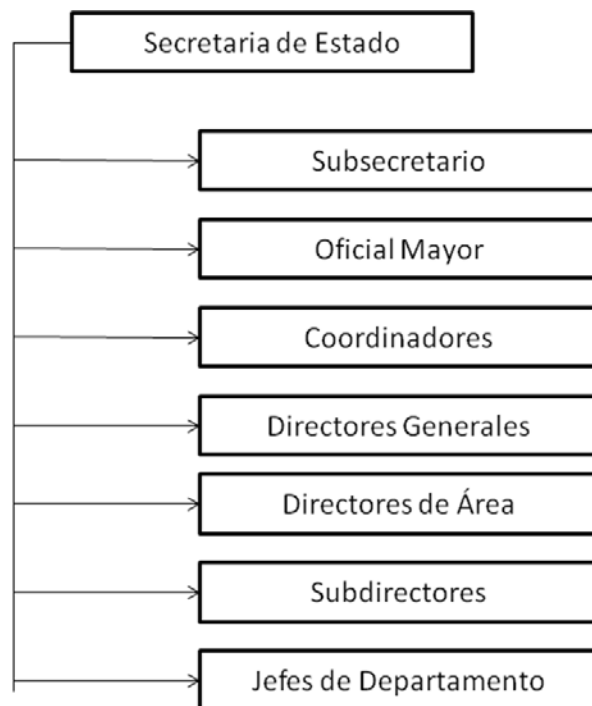 Secretaria de Estado
Subsecretario
Oficial Mayor
Coordinadores
Directores Generales
Directores de Área
Subdirectores
Jefes de Departamento